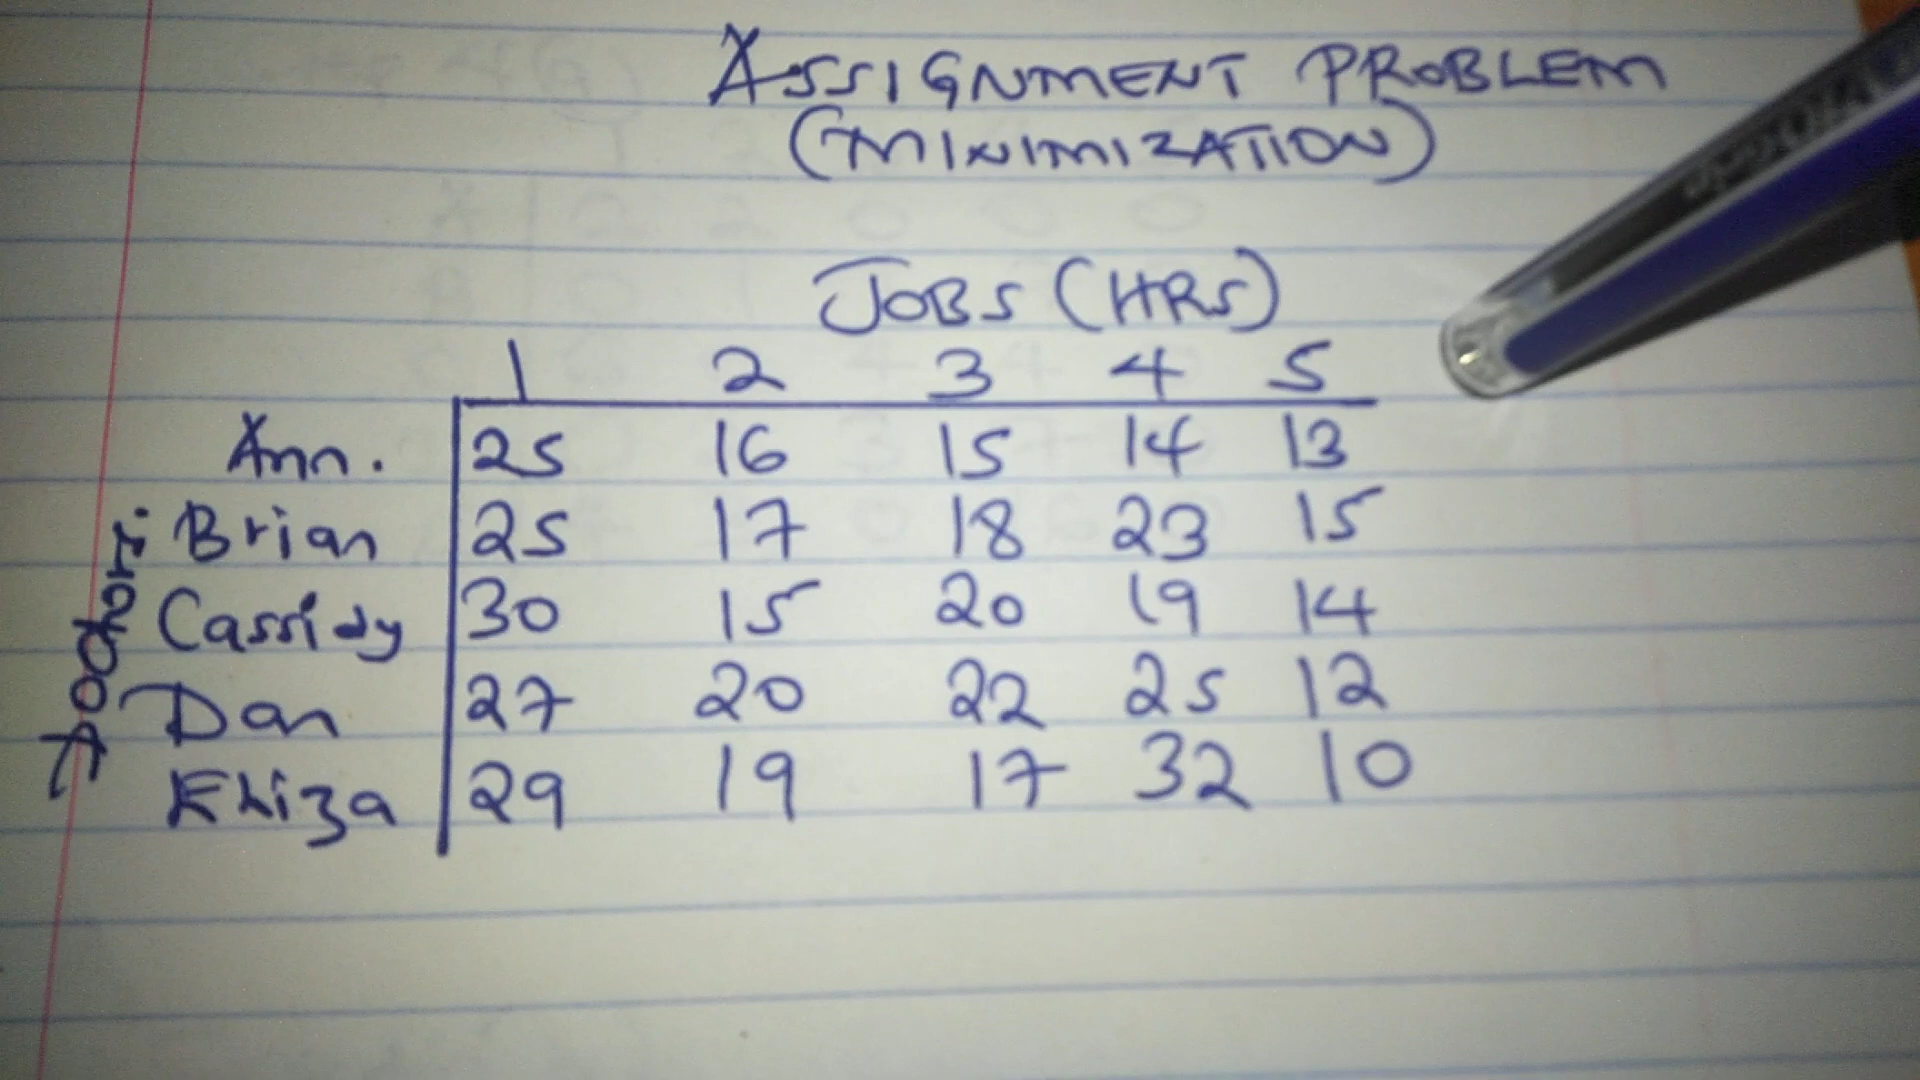 ASSIGNMENT PROBLEM
(MINIMIZATION)
JOBS (HRS)
1 2 3 4 5
Ann. 25 16 15 14 13
Brian 25 17 18 23 15
Cassidy 30 15 20 19 14
Dan 27 20 22 25 12
Eliza 29 19 17 32 10